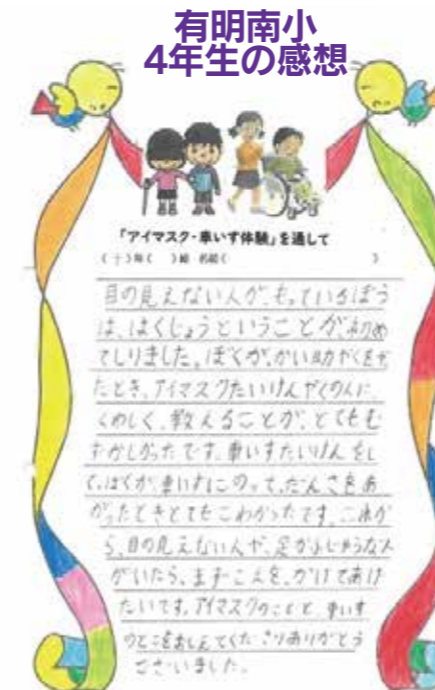 有明南小
4年生の感想
「アイマスク・車いす体験」を通して
(十)年( )組 名前( )
目の見えない人が、もっているぼう
は、はくじょうということが、初め
てしりました。ぼくが、かい助やくをし
たとき、アイマスクたいけんやくの人に
くわしく、教えることが、とてもむ
ずかしかったです。車いすたいけんをし
て、ぼくが、車いすにのって、だんさをあ
がったときとてもこわかったです。これか
ら、目の見えない人や、足がふじゆうな人
がいたら、まずこえを、かけてあげ
たいです。アイマスクのことと、車いす
のことをおしえてくださりありがとう
ございました。